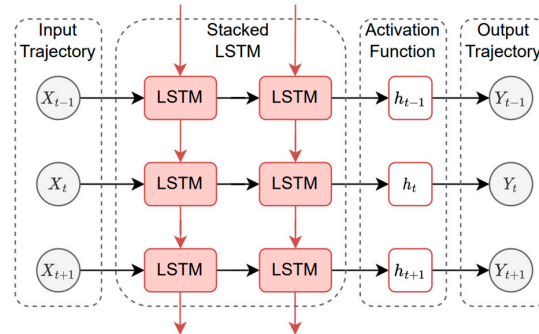 Input
Trajectory
Stacked
LSTM
Activation
Function
Output
Trajectory
X_{t-1}
LSTM
LSTM
h_{t-1}
Y_{t-1}
X_t
LSTM
LSTM
h_t
Y_t
X_{t+1}
LSTM
LSTM
h_{t+1}
Y_{t+1}